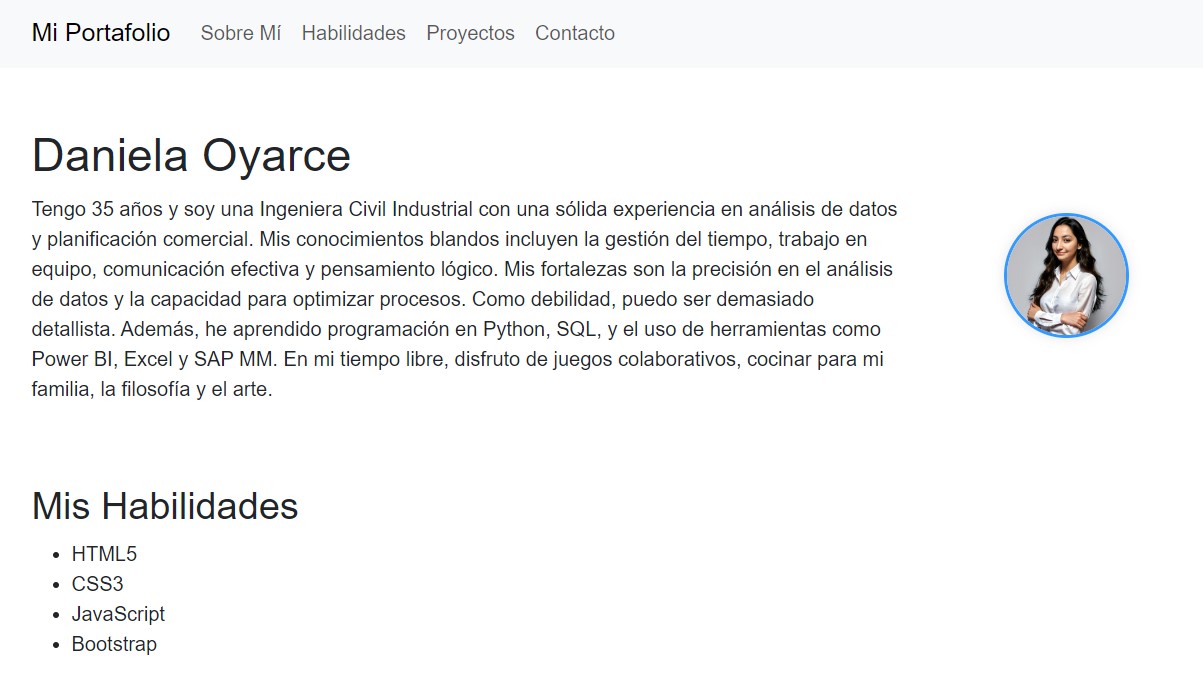 Mi Portafolio Sobre Mí Habilidades Proyectos Contacto
Daniela Oyarce
Tengo 35 años y soy una Ingeniera Civil Industrial con una sólida experiencia en análisis de datos
y planificación comercial. Mis conocimientos blandos incluyen la gestión del tiempo, trabajo en
equipo, comunicación efectiva y pensamiento lógico. Mis fortalezas son la precisión en el análisis
de datos y la capacidad para optimizar procesos. Como debilidad, puedo ser demasiado
detallista. Además, he aprendido programación en Python, SQL, y el uso de herramientas como
Power BI, Excel y SAP MM. En mi tiempo libre, disfruto de juegos colaborativos, cocinar para mi
familia, la filosofía y el arte.
Mis Habilidades
• HTML5
• CSS3
• JavaScript
• Bootstrap